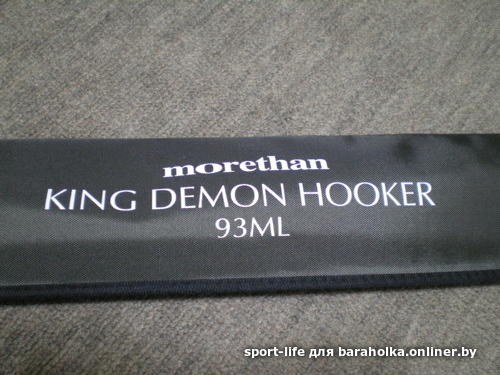 morethan
KING DEMON HOOKER
93ML
sport-life для baraholka.onliner.by